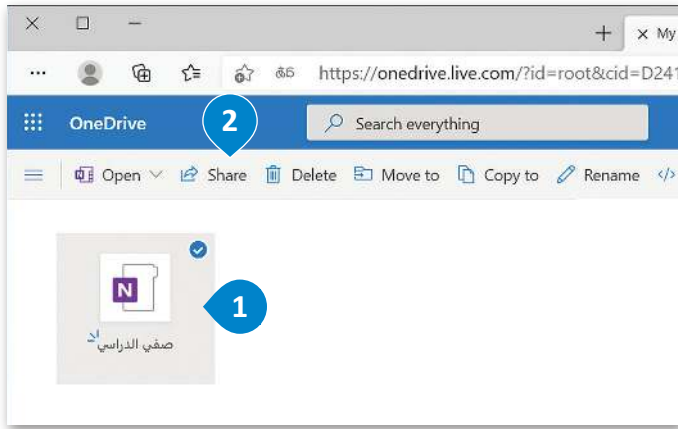 My
https://onedrive.live.com/?id=root&cid=D241
OneDrive
2
Search everything
Open
Share
Delete
Move to
Copy to
Rename
N
1
صفي الدراسي